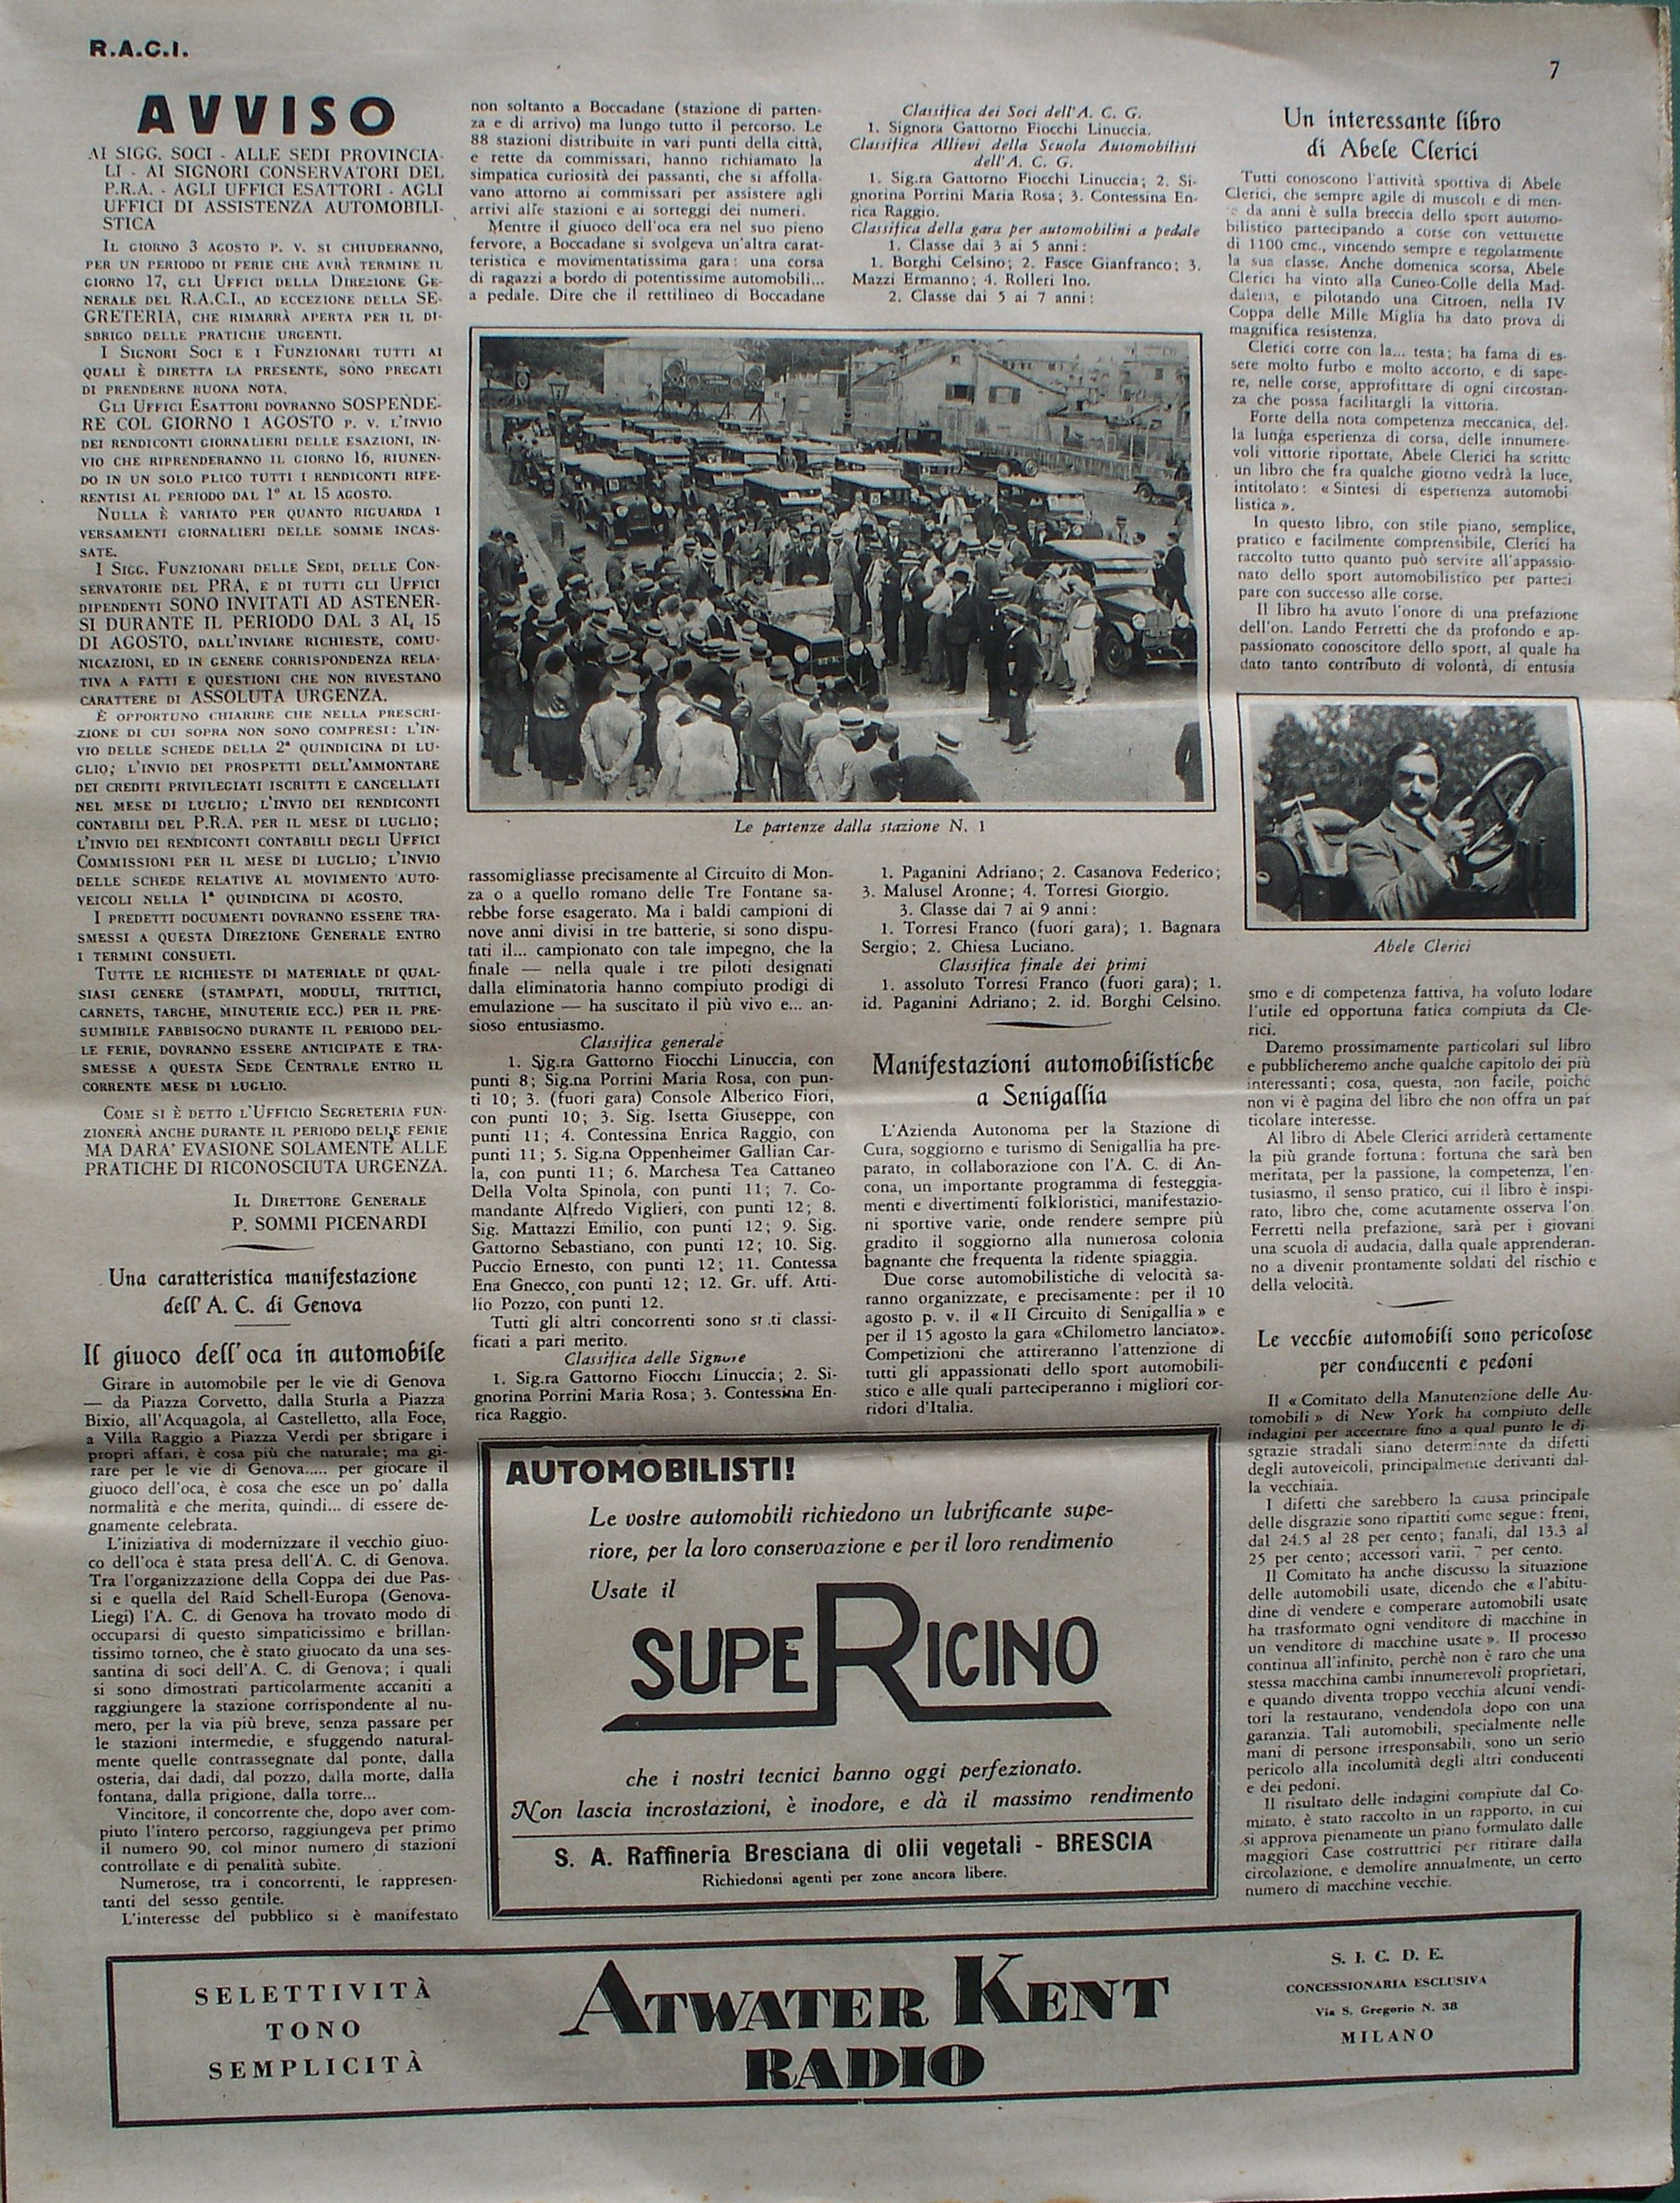 R.A.C.I.
7
AVVISO
AI SIGG. SOCI - ALLE SEDI PROVINCIA-
LI - AI SIGNORI CONSERVATORI DEL
P.R.A. - AGLI UFFICI ESATTORI - AGLI
UFFICI DI ASSISTENZA AUTOMOBILI-
STICA
IL GIORNO 3 AGOSTO P. V. SI CHIUDERANNO,
PER UN PERIODO DI FERIE CHE AVRÀ TERMINE IL
GIORNO 17, GLI UFFICI DELLA DIREZIONE GE-
NERALE DEL R.A.C.I., AD ECCEZIONE DELLA SE-
GRETERIA, CHE RIMARRÀ APERTA PER IL DI-
SBRIGO DELLE PRATICHE URGENTI.
I SIGNORI SOCI E I FUNZIONARI TUTTI AI
QUALI È DIRETTA LA PRESENTE, SONO PREGATI
DI PRENDERNE BUONA NOTA.
GLI UFFICI ESATTORI DOVRANNO SOSPENDE-
RE COL GIORNO 1 AGOSTO P. V. L'INVIO
DEI RENDICONTI GIORNALIERI DELLE ESAZIONI, IN-
VIO CHE RIPRENDERANNO IL GIORNO 16, RIUNEN-
DO IN UN SOLO PLICO TUTTI I RENDICONTI RIFE-
RENTISI AL PERIODO DAL 1º AL 15 AGOSTO.
NULLA È VARIATO PER QUANTO RIGUARDA I
VERSAMENTI GIORNALIERI DELLE SOMME INCAS-
SATE.
I SIGG. FUNZIONARI DELLE SEDI, DELLE CON-
SERVATORIE DEL PRA, E DI TUTTI GLI UFFICI
DIPENDENTI SONO INVITATI AD ASTENER-
SI DURANTE IL PERIODO DAL 3 AL 15
DI AGOSTO, DALL'INVIARE RICHIESTE, COMU-
NICAZIONI, ED IN GENERE CORRISPONDENZA RELA-
TIVA A FATTI E QUESTIONI CHE NON RIVESTANO
CARATTERE DI ASSOLUTA URGENZA.
È OPPORTUNO CHIARIRE CHE NELLA PRESCRI-
ZIONE DI CUI SOPRA NON SONO COMPRESI: L'IN-
VIO DELLE SCHEDE DELLA 2ª QUINDICINA DI LU-
GLIO; L'INVIO DEI PROSPETTI DELL'AMMONTARE
DEI CREDITI PRIVILEGIATI ISCRITTI E CANCELLATI
NEL MESE DI LUGLIO; L'INVIO DEI RENDICONTI
CONTABILI DEL P.R.A. PER IL MESE DI LUGLIO;
L'INVIO DEI RENDICONTI CONTABILI DEGLI UFFICI
COMMISSIONI PER IL MESE DI LUGLIO; L'INVIO
DELLE SCHEDE RELATIVE AL MOVIMENTO AUTO-
VEICOLI NELLA 1ª QUINDICINA DI AGOSTO.
I PREDETTI DOCUMENTI DOVRANNO ESSERE TRA-
SMESSI A QUESTA DIREZIONE GENERALE ENTRO
I TERMINI CONSUETI.
TUTTE LE RICHIESTE DI MATERIALE DI QUAL-
SIASI GENERE (STAMPATI, MODULI, TRITTICI,
CARNETS, TARGHE, MINUTERIE ECC.) PER IL PRE-
SUMIBILE FABBISOGNO DURANTE IL PERIODO DEL-
LE FERIE, DOVRANNO ESSERE ANTICIPATE E TRA-
SMESSE A QUESTA SEDE CENTRALE ENTRO IL
CORRENTE MESE DI LUGLIO.
COME SI È DETTO L'UFFICIO SEGRETERIA FUN-
ZIONERÀ ANCHE DURANTE IL PERIODO DELLE FERIE
MA DARA' EVASIONE SOLAMENTE ALLE
PRATICHE DI RICONOSCIUTA URGENZA.
IL DIRETTORE GENERALE
P. SOMMI PICENARDI
Una caratteristica manifestazione
dell'A. C. di Genova
Il giuoco dell'oca in automobile
Girare in automobile per le vie di Genova
— da Piazza Corvetto, dalla Sturla a Piazza
Bixio, all'Acquagola, al Castelletto, alla Foce,
a Villa Raggio a Piazza Verdi per sbrigare i
propri affari, è cosa più che naturale; ma gi-
rare per le vie di Genova..... per giocare il
giuoco dell'oca, è cosa che esce un po' dalla
normalità e che merita, quindi... di essere de-
gnamente celebrata.
L'iniziativa di modernizzare il vecchio giuo-
co dell'oca è stata presa dell'A. C. di Genova.
Tra l'organizzazione della Coppa dei due Pas-
si e quella del Raid Schell-Europa (Genova-
Liegi) l'A. C. di Genova ha trovato modo di
occuparsi di questo simpaticissimo e brillan-
tissimo torneo, che è stato giuocato da una ses-
santina di soci dell'A. C. di Genova; i quali
si sono dimostrati particolarmente accaniti a
raggiungere la stazione corrispondente al nu-
mero, per la via più breve, senza passare per
le stazioni intermedie, e sfuggendo natural-
mente quelle contrassegnate dal ponte, dalla
osteria, dai dadi, dal pozzo, dalla morte, dalla
fontana, dalla prigione, dalla torre...
Vincitore, il concorrente che, dopo aver com-
piuto l'intero percorso, raggiungeva per primo
il numero 90, col minor numero di stazioni
controllate e di penalità subite.
Numerose, tra i concorrenti, le rappresen-
tanti del sesso gentile.
L'interesse del pubblico si è manifestato
non soltanto a Boccadane (stazione di parten-
za e di arrivo) ma lungo tutto il percorso. Le
88 stazioni distribuite in vari punti della città,
e rette da commissari, hanno richiamato la
simpatica curiosità dei passanti, che si affolla-
vano attorno ai commissari per assistere agli
arrivi alle stazioni e ai sorteggi dei numeri.
Mentre il giuoco dell'oca era nel suo pieno
fervore, a Boccadane si svolgeva un'altra carat-
teristica e movimentatissima gara: una corsa
di ragazzi a bordo di potentissime automobili...
a pedale. Dire che il rettilineo di Boccadane
Le partenze dalla stazione N. 1
rassomigliasse precisamente al Circuito di Mon-
za o a quello romano delle Tre Fontane sa-
rebbe forse esagerato. Ma i baldi campioni di
nove anni divisi in tre batterie, si sono dispu-
tati il... campionato con tale impegno, che la
finale — nella quale i tre piloti designati
dalla eliminatoria hanno compiuto prodigi di
emulazione — ha suscitato il più vivo e... an-
sioso entusiasmo.
Classifica generale
1. Sig.ra Gattorno Fiocchi Linuccia, con
punti 8; Sig.na Porrini Maria Rosa, con pun-
ti 10; 3. (fuori gara) Console Alberico Fiori,
con punti 10; 3. Sig. Isetta Giuseppe, con
punti 11; 4. Contessina Enrica Raggio, con
punti 11; 5. Sig.na Oppenheimer Gallian Car-
la, con punti 11; 6. Marchesa Tea Cattaneo
Della Volta Spinola, con punti 11; 7. Co-
mandante Alfredo Viglieri, con punti 12; 8.
Sig. Mattazzi Emilio, con punti 12; 9. Sig.
Gattorno Sebastiano, con punti 12; 10. Sig.
Puccio Ernesto, con punti 12; 11. Contessa
Ena Gnecco, con punti 12; 12. Gr. uff. Atti-
lio Pozzo, con punti 12.
Tutti gli altri concorrenti sono st.ti classi-
ficati a pari merito.
Classifica delle Signore
1. Sig.ra Gattorno Fiocchi Linuccia; 2. Si-
gnorina Porrini Maria Rosa; 3. Contessina En-
rica Raggio.
Classifica dei Soci dell'A. C. G.
1. Signora Gattorno Fiocchi Linuccia.
Classifica Allievi della Scuola Automobilisti
dell'A. C. G.
1. Sig.ra Gattorno Fiocchi Linuccia; 2. Si-
gnorina Porrini Maria Rosa; 3. Contessina En-
rica Raggio.
Classifica della gara per automobilini a pedale
1. Classe dai 3 ai 5 anni:
1. Borghi Celsino; 2. Fasce Gianfranco; 3.
Mazzi Ermanno; 4. Rolleri Ino.
2. Classe dai 5 ai 7 anni:
1. Paganini Adriano; 2. Casanova Federico;
3. Malusel Aronne; 4. Torresi Giorgio.
3. Classe dai 7 ai 9 anni:
1. Torresi Franco (fuori gara); 1. Bagnara
Sergio; 2. Chiesa Luciano.
Classifica finale dei primi
1. assoluto Torresi Franco (fuori gara); 1.
id. Paganini Adriano; 2. id. Borghi Celsino.
Manifestazioni automobilistiche
a Senigallia
L'Azienda Autonoma per la Stazione di
Cura, soggiorno e turismo di Senigallia ha pre-
parato, in collaborazione con l'A. C. di An-
cona, un importante programma di festeggia-
menti e divertimenti folkloristici, manifestazio-
ni sportive varie, onde rendere sempre più
gradito il soggiorno alla numerosa colonia
bagnante che frequenta la ridente spiaggia.
Due corse automobilistiche di velocità sa-
ranno organizzate, e precisamente: per il 10
agosto p. v. il «II Circuito di Senigallia» e
per il 15 agosto la gara «Chilometro lanciato».
Competizioni che attireranno l'attenzione di
tutti gli appassionati dello sport automobili-
stico e alle quali parteciperanno i migliori cor-
ridori d'Italia.
AUTOMOBILISTI!
Le vostre automobili richiedono un lubrificante supe-
riore, per la loro conservazione e per il loro rendimento
Usate il
SUPERICINO
che i nostri tecnici hanno oggi perfezionato.
Non lascia incrostazioni, è inodore, e dà il massimo rendimento
S. A. Raffineria Bresciana di olii vegetali - BRESCIA
Richiedonsi agenti per zone ancora libere.
Un interessante libro
di Abele Clerici
Tutti conoscono l'attività sportiva di Abele
Clerici, che sempre agile di muscoli e di men-
te da anni è sulla breccia dello sport automo-
bilistico partecipando a corse con vetturette
di 1100 cmc., vincendo sempre e regolarmente
la sua classe. Anche domenica scorsa, Abele
Clerici ha vinto alla Cuneo-Colle della Mad-
dalena, e pilotando una Citroen, nella IV
Coppa delle Mille Miglia ha dato prova di
magnifica resistenza.
Clerici corre con la... testa; ha fama di es-
sere molto furbo e molto accorto, e di sape-
re, nelle corse, approfittare di ogni circostan-
za che possa facilitargli la vittoria.
Forte della nota competenza meccanica, del-
la lunga esperienza di corsa, delle innumere-
voli vittorie riportate, Abele Clerici ha scritto
un libro che fra qualche giorno vedrà la luce,
intitolato: «Sintesi di esperienza automobi
listica».
In questo libro, con stile piano, semplice,
pratico e facilmente comprensibile, Clerici ha
raccolto tutto quanto può servire all'appassio-
nato dello sport automobilistico per parteci
pare con successo alle corse.
Il libro ha avuto l'onore di una prefazione
dell'on. Lando Ferretti che da profondo e ap-
passionato conoscitore dello sport, al quale ha
dato tanto contributo di volontà, di entusia
Abele Clerici
smo e di competenza fattiva, ha voluto lodare
l'utile ed opportuna fatica compiuta da Cle-
rici.
Daremo prossimamente particolari sul libro
e pubblicheremo anche qualche capitolo dei più
interessanti; cosa, questa, non facile, poichè
non vi è pagina del libro che non offra un par
ticolare interesse.
Al libro di Abele Clerici arriderà certamente
la più grande fortuna: fortuna che sarà ben
meritata, per la passione, la competenza, l'en-
tusiasmo, il senso pratico, cui il libro è inspi-
rato, libro che, come acutamente osserva l'on.
Ferretti nella prefazione, sarà per i giovani
una scuola di audacia, dalla quale apprenderan-
no a divenir prontamente soldati del rischio e
della velocità.
Le vecchie automobili sono pericolose
per conducenti e pedoni
Il «Comitato della Manutenzione delle Au-
tomobili» di New York ha compiuto delle
indagini per accertare fino a qual punto le di-
sgrazie stradali siano determinate da difetti
degli autoveicoli, principalmente derivanti dal-
la vecchiaia.
I difetti che sarebbero la causa principale
delle disgrazie sono ripartiti come segue: freni,
dal 24.5 al 28 per cento; fanali, dal 13.3 al
25 per cento; accessori varii, 7 per cento.
Il Comitato ha anche discusso la situazione
delle automobili usate, dicendo che «l'abitu-
dine di vendere e comperare automobili usate
ha trasformato ogni venditore di macchine in
un venditore di macchine usate». Il processo
continua all'infinito, perchè non è raro che una
stessa macchina cambi innumerevoli proprietari,
e quando diventa troppo vecchia alcuni vendi-
tori la restaurano, vendendola dopo con una
garanzia. Tali automobili, specialmente nelle
mani di persone irresponsabili, sono un serio
pericolo alla incolumità degli altri conducenti
e dei pedoni.
Il risultato delle indagini compiute dal Co-
mitato, è stato raccolto in un rapporto, in cui
si approva pienamente un piano formulato dalle
maggiori Case costruttrici per ritirare dalla
circolazione, e demolire annualmente, un certo
numero di macchine vecchie.
SELETTIVITÀ
TONO
SEMPLICITÀ
ATWATER KENT
RADIO
S. I. C. D. E.
CONCESSIONARIA ESCLUSIVA
Via S. Gregorio N. 38
MILANO